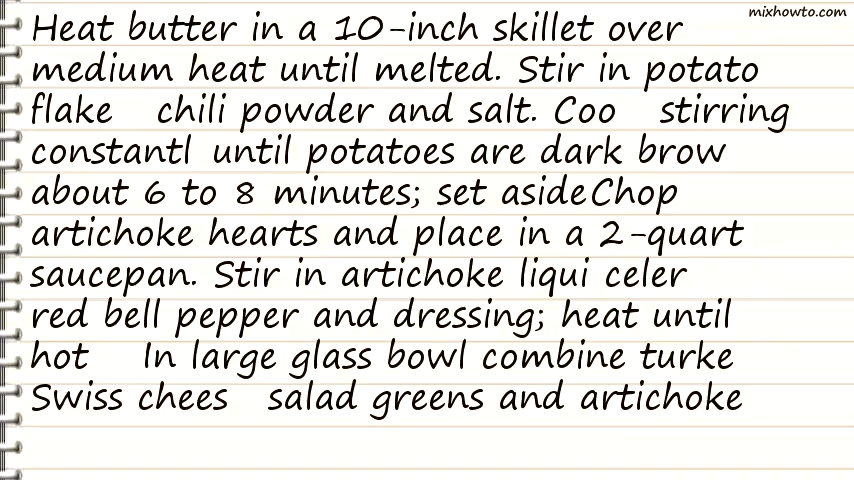 mixhowto.com
Heat butter in a 10-inch skillet over
medium heat until melted. Stir in potato
flake chili powder and salt. Coo stirring
constantl until potatoes are dark brow
about 6 to 8 minutes; set asideChop
artichoke hearts and place in a 2-quart
saucepan. Stir in artichoke liqui celer
red bell pepper and dressing; heat until
hot In large glass bowl combine turke
Swiss chees salad greens and artichoke